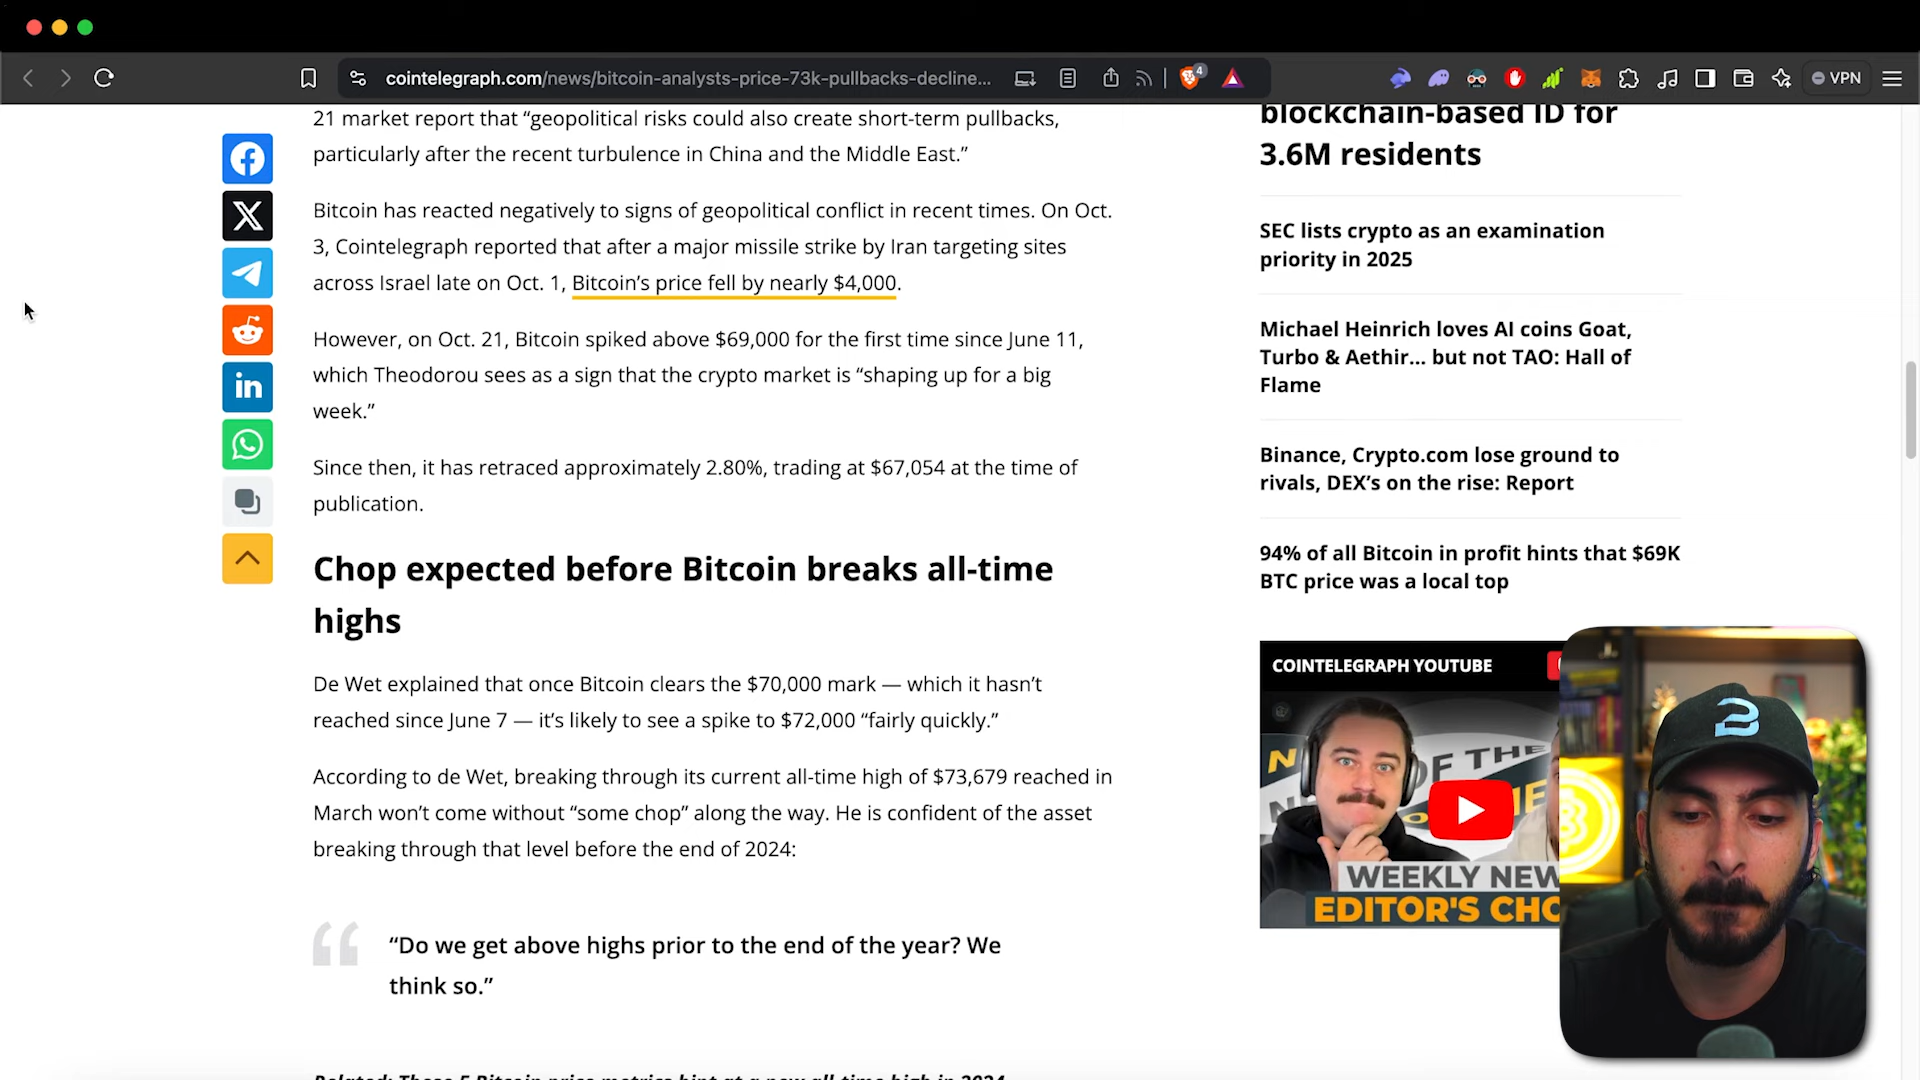 cointelegraph.com/news/bitcoin-analysts-price-73k-pullbacks-decline...
4
VPN
21 market report that “geopolitical risks could also create short-term pullbacks,
particularly after the recent turbulence in China and the Middle East.”
Bitcoin has reacted negatively to signs of geopolitical conflict in recent times. On Oct.
3, Cointelegraph reported that after a major missile strike by Iran targeting sites
across Israel late on Oct. 1, Bitcoin’s price fell by nearly $4,000.
However, on Oct. 21, Bitcoin spiked above $69,000 for the first time since June 11,
which Theodorou sees as a sign that the crypto market is “shaping up for a big
week.”
Since then, it has retraced approximately 2.80%, trading at $67,054 at the time of
publication.
Chop expected before Bitcoin breaks all-time
highs
De Wet explained that once Bitcoin clears the $70,000 mark — which it hasn’t
reached since June 7 — it’s likely to see a spike to $72,000 “fairly quickly.”
According to de Wet, breaking through its current all-time high of $73,679 reached in
March won’t come without “some chop” along the way. He is confident of the asset
breaking through that level before the end of 2024:
“Do we get above highs prior to the end of the year? We
think so.”
Related: These 5 Bitcoin price metrics hint at a new all-time high in 2024
blockchain-based ID for
3.6M residents
SEC lists crypto as an examination
priority in 2025
Michael Heinrich loves AI coins Goat,
Turbo & Aethir… but not TAO: Hall of
Flame
Binance, Crypto.com lose ground to
rivals, DEX’s on the rise: Report
94% of all Bitcoin in profit hints that $69K
BTC price was a local top
COINTELEGRAPH YOUTUBE
OF THE
WEEKLY NEW
EDITOR'S CHO